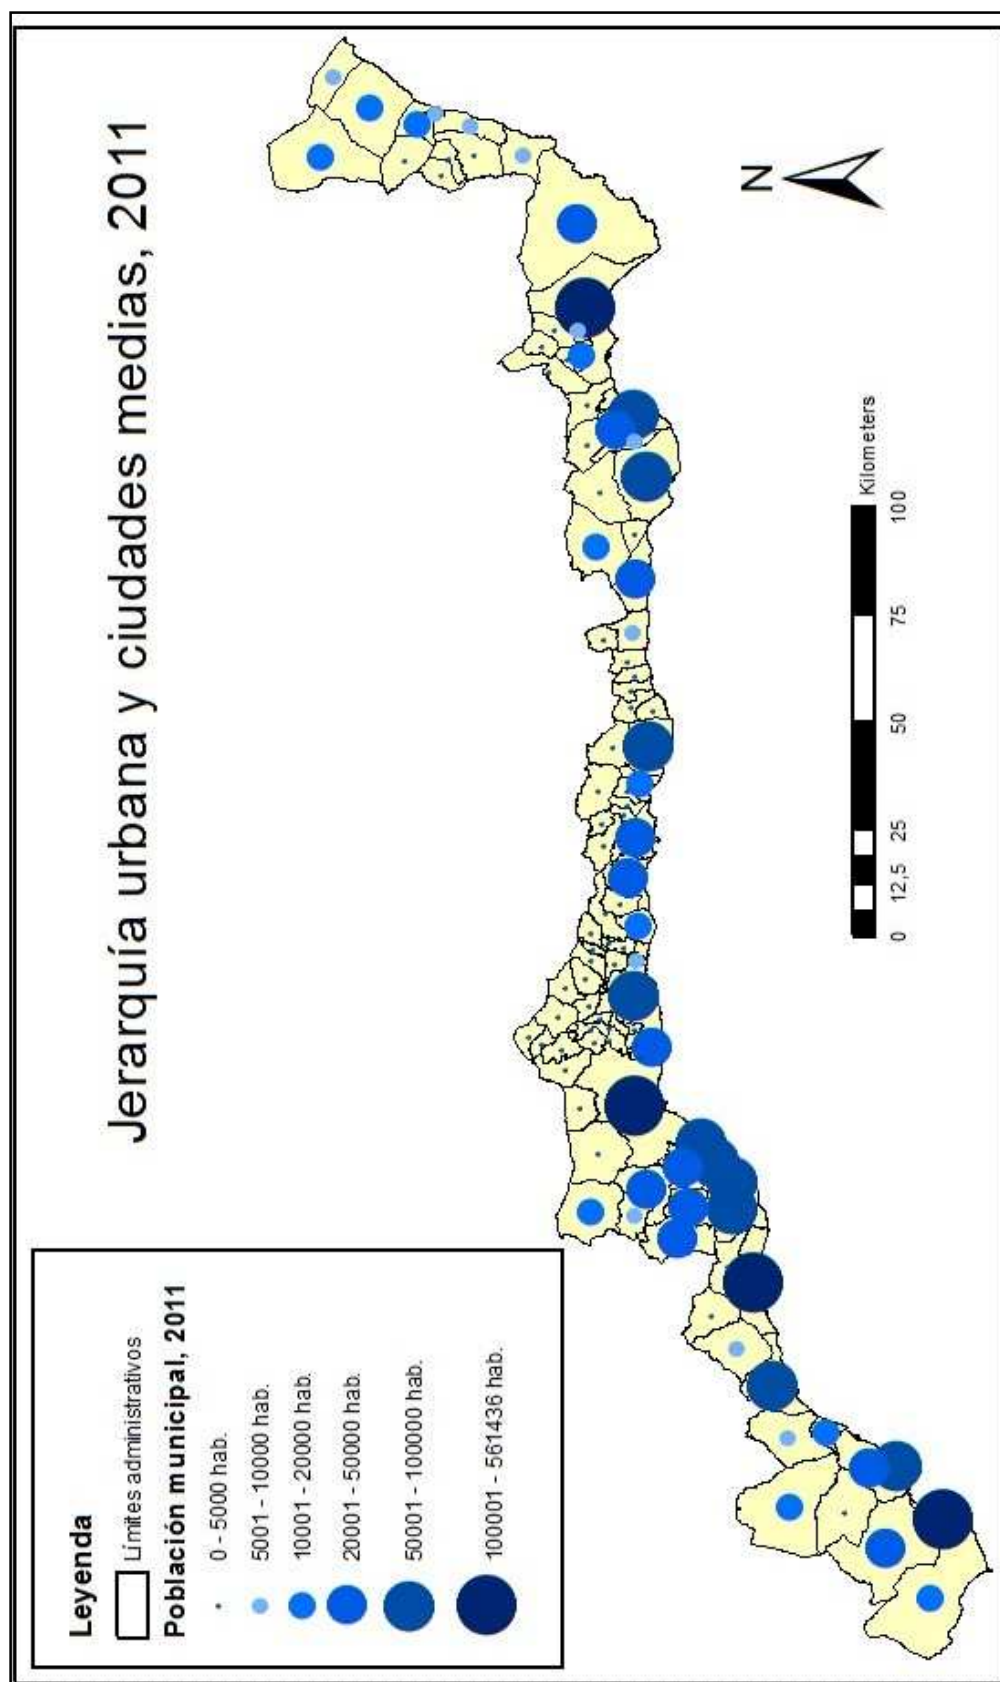 Jerarquía urbana y ciudades medias, 2011
N
Leyenda
Límites administrativos
Población municipal, 2011
0 - 5000 hab.
5001 - 10000 hab.
10001 - 20000 hab.
20001 - 50000 hab.
50001 - 100000 hab.
100001 - 561436 hab.
0 12,5 25 50 75 100
Kilometers